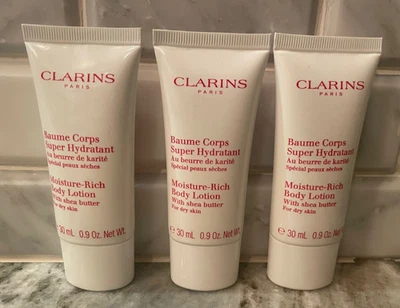 CLARINS
PARIS
Baume Corps
Super Hydratant
Au beurre de karité
Spécial peaux sèches
Moisture-Rich
Body Lotion
With shea butter
For dry skin
℮ 30 mL 0.9 Oz. Net Wt.
CLARINS
PARIS
Baume Corps
Super Hydratant
Au beurre de karité
Spécial peaux sèches
Moisture-Rich
Body Lotion
With shea butter
For dry skin
℮ 30 mL 0.9 Oz. Net Wt.
CLARINS
PARIS
Baume Corps
Super Hydratant
Au beurre de karité
Spécial peaux sèches
Moisture-Rich
Body Lotion
With shea butter
For dry skin
℮ 30 mL 0.9 Oz. Net